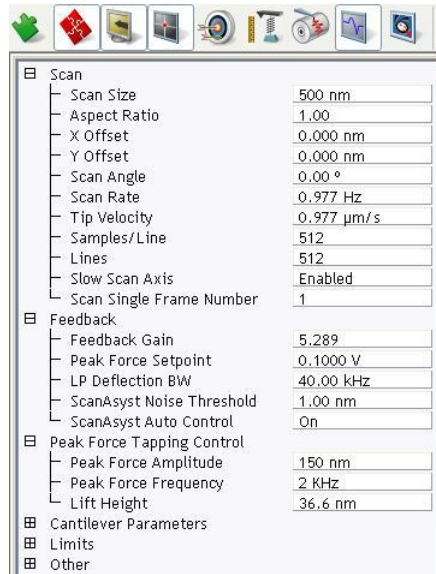 Scan
Scan Size 500 nm
Aspect Ratio 1.00
X Offset 0.000 nm
Y Offset 0.000 nm
Scan Angle 0.00 º
Scan Rate 0.977 Hz
Tip Velocity 0.977 µm/s
Samples/Line 512
Lines 512
Slow Scan Axis Enabled
Scan Single Frame Number 1
Feedback
Feedback Gain 5.289
Peak Force Setpoint 0.1000 V
LP Deflection BW 40.00 kHz
ScanAsyst Noise Threshold 1.00 nm
ScanAsyst Auto Control On
Peak Force Tapping Control
Peak Force Amplitude 150 nm
Peak Force Frequency 2 KHz
Lift Height 36.6 nm
Cantilever Parameters
Limits
Other